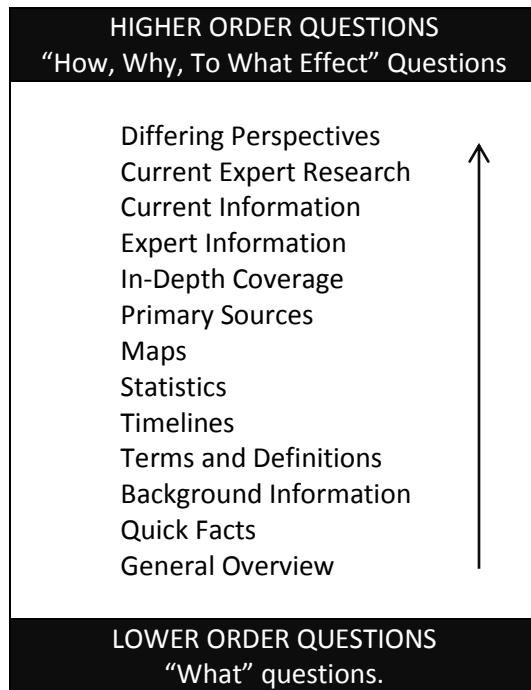 HIGHER ORDER QUESTIONS
“How, Why, To What Effect” Questions
Differing Perspectives
Current Expert Research
Current Information
Expert Information
In-Depth Coverage
Primary Sources
Maps
Statistics
Timelines
Terms and Definitions
Background Information
Quick Facts
General Overview
LOWER ORDER QUESTIONS
“What” questions.